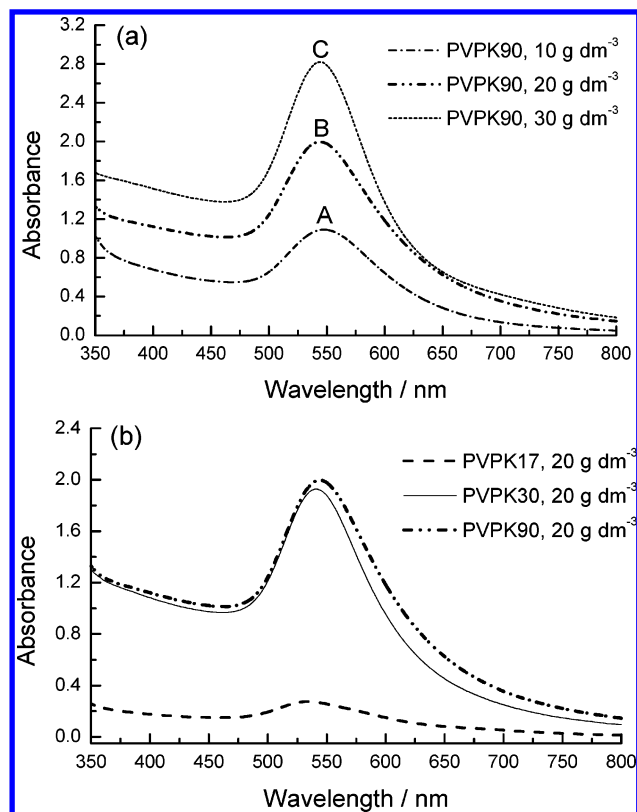 (a)
C
B
A
PVPK90, 10 g dm-3
PVPK90, 20 g dm-3
PVPK90, 30 g dm-3
3.2
2.8
2.4
2.0
1.6
1.2
0.8
0.4
0.0
Absorbance
350 400 450 500 550 600 650 700 750 800
Wavelength / nm
(b)
PVPK17, 20 g dm-3
PVPK30, 20 g dm-3
PVPK90, 20 g dm-3
2.4
2.0
1.6
1.2
0.8
0.4
0.0
Absorbance
350 400 450 500 550 600 650 700 750 800
Wavelength / nm